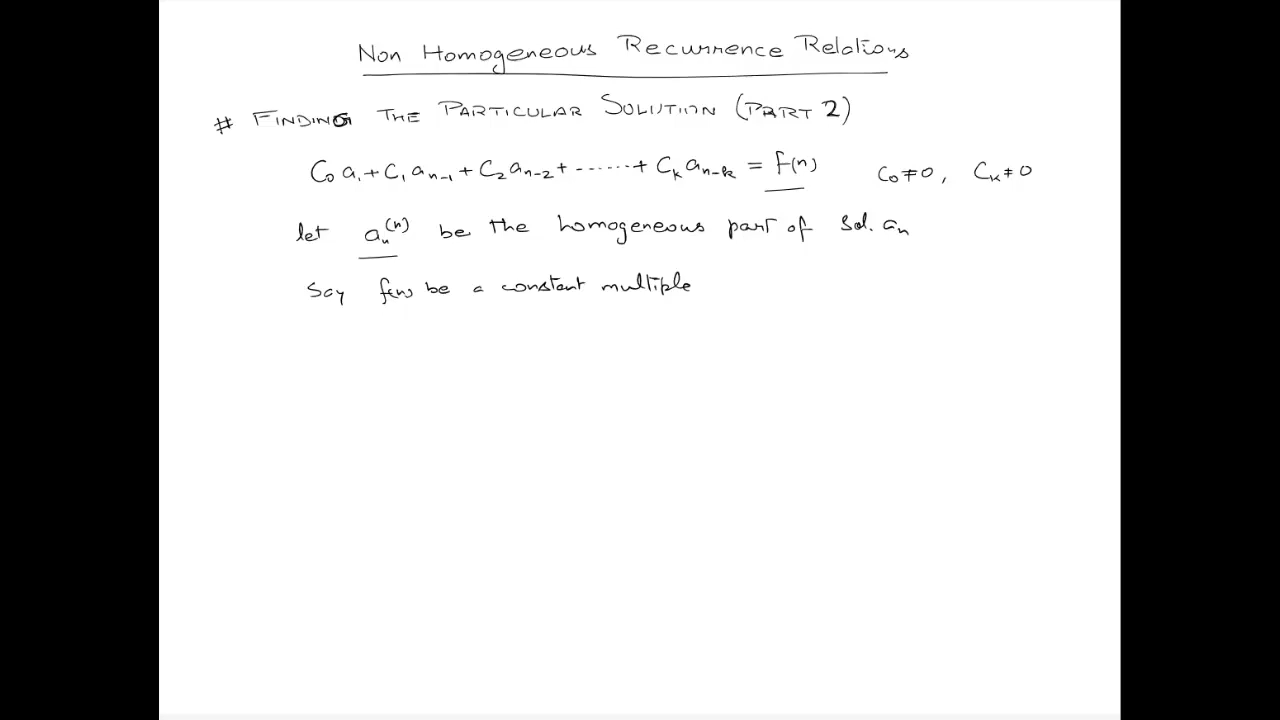 Non Homogeneous Recurrence Relations
# FINDING THE PARTICULAR SOLUTION (PART 2)
C₀ a₁ + C₁ aₙ₋₁ + C₂ aₙ₋₂ + ······ + Cₖ aₙ₋ₖ = f(n)   C₀ ≠ 0, Cₖ ≠ 0
let aₙ⁽ʰ⁾ be the homogeneous part of sol. aₙ
Say f(n) be a constant multiple